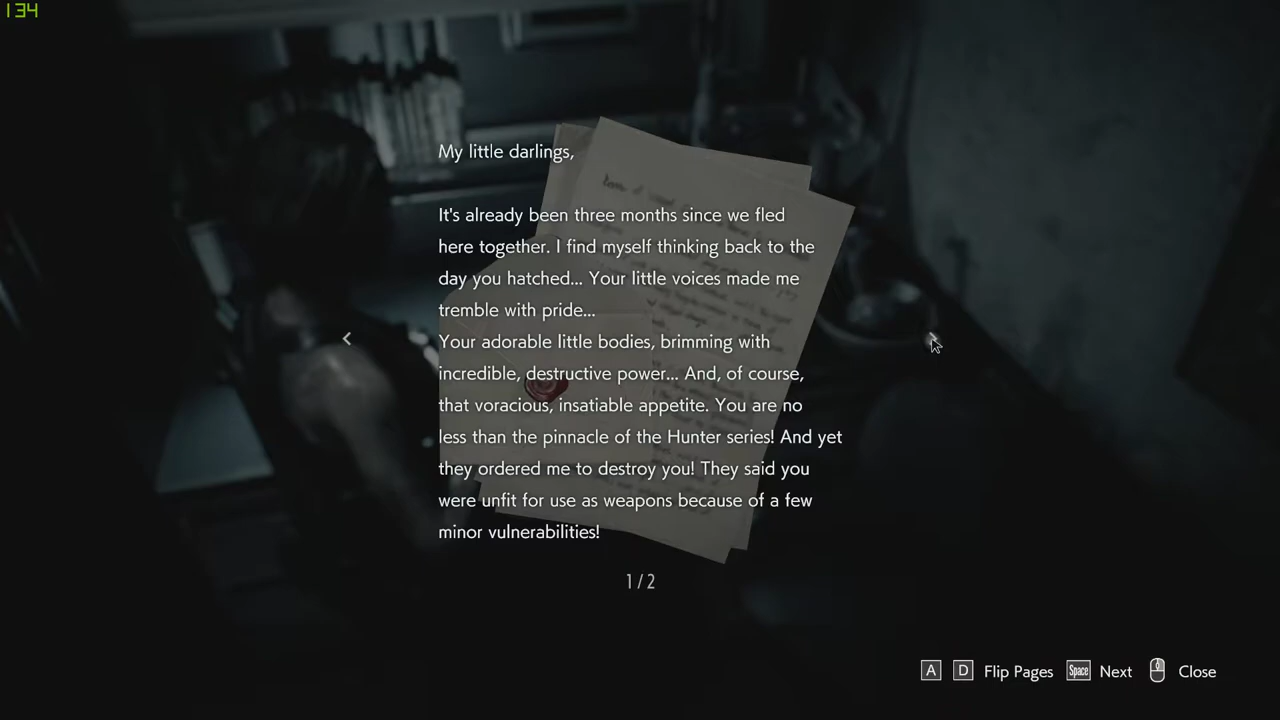 134
My little darlings,
It's already been three months since we fled
here together. I find myself thinking back to the
day you hatched... Your little voices made me
tremble with pride...
Your adorable little bodies, brimming with
incredible, destructive power... And, of course,
that voracious, insatiable appetite. You are no
less than the pinnacle of the Hunter series! And yet
they ordered me to destroy you! They said you
were unfit for use as weapons because of a few
minor vulnerabilities!
1 / 2
A D Flip Pages Space Next Close